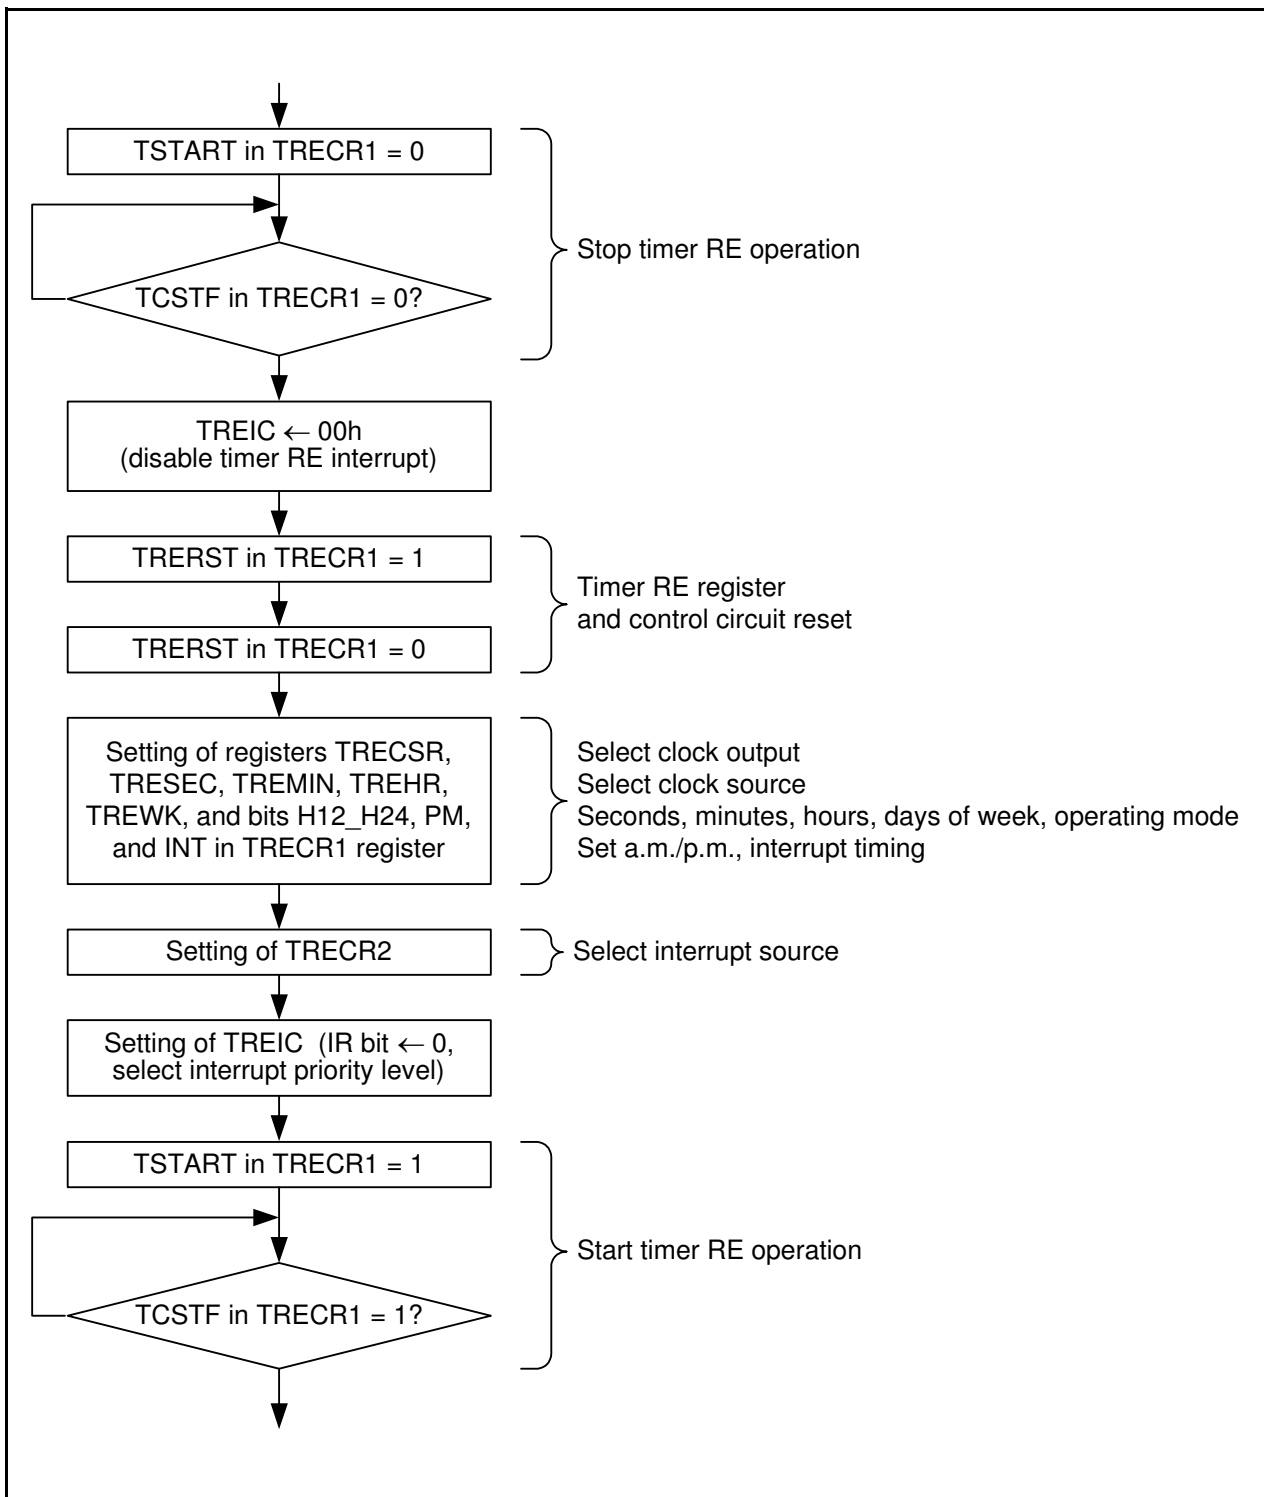 TSTART in TRECR1 = 0
TCSTF in TRECR1 = 0?
Stop timer RE operation
TREIC ← 00h
(disable timer RE interrupt)
TRERST in TRECR1 = 1
TRERST in TRECR1 = 0
Timer RE register
and control circuit reset
Setting of registers TRECSR,
TRESEC, TREMIN, TREHR,
TREWK, and bits H12_H24, PM,
and INT in TRECR1 register
Select clock output
Select clock source
Seconds, minutes, hours, days of week, operating mode
Set a.m./p.m., interrupt timing
Setting of TRECR2
Select interrupt source
Setting of TREIC (IR bit ← 0,
select interrupt priority level)
TSTART in TRECR1 = 1
TCSTF in TRECR1 = 1?
Start timer RE operation